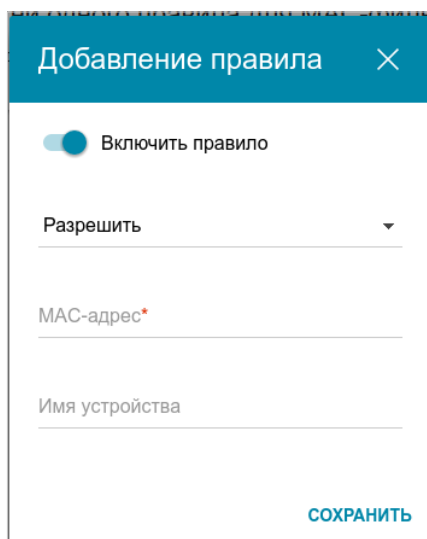 Добавление правила
Включить правило
Разрешить
MAC-адрес*
Имя устройства
СОХРАНИТЬ